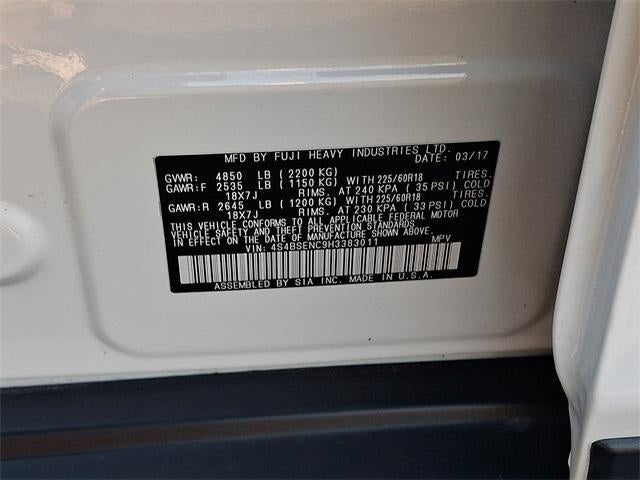 MFD BY FUJI HEAVY INDUSTRIES LTD.
DATE: 03/17
GVWR: 4850 LB ( 2200 KG)
GAWR:F 2535 LB ( 1150 KG) WITH 225/60R18 TIRES.
18X7J RIMS. AT 240 KPA ( 35 PSI) COLD
GAWR:R 2645 LB ( 1200 KG) WITH 225/60R18 TIRES.
18X7J RIMS. AT 230 KPA ( 33 PSI) COLD
THIS VEHICLE CONFORMS TO ALL APPLICABLE FEDERAL MOTOR
VEHICLE SAFETY AND THEFT PREVENTION STANDARDS IN EFFECT
ON THE DATE OF MANUFACTURE SHOWN ABOVE.
VIN: 4S4BSENC9H3383011 MPV
ASSEMBLED BY SIA INC. MADE IN U.S.A.